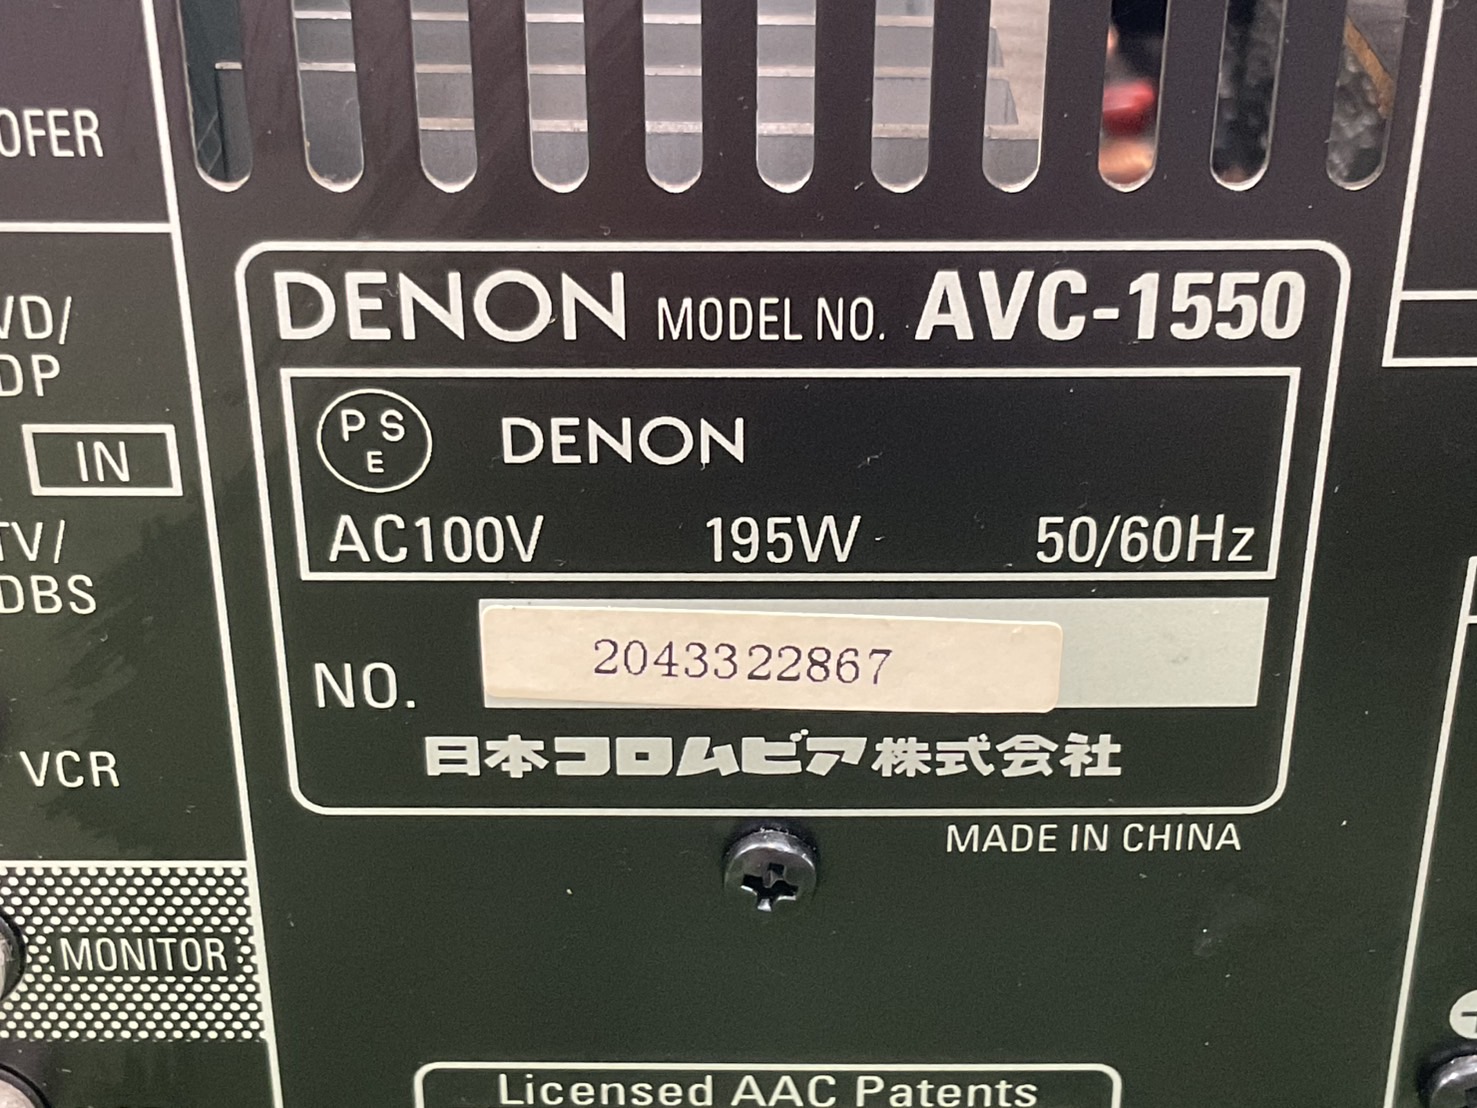 OFER
VD/
DP
IN
TV/
DBS
VCR
MONITOR
DENON MODEL NO. AVC-1550
PSE DENON
AC100V 195W 50/60Hz
NO. 2043322867
日本コロムビア株式会社
MADE IN CHINA
Licensed AAC Patents